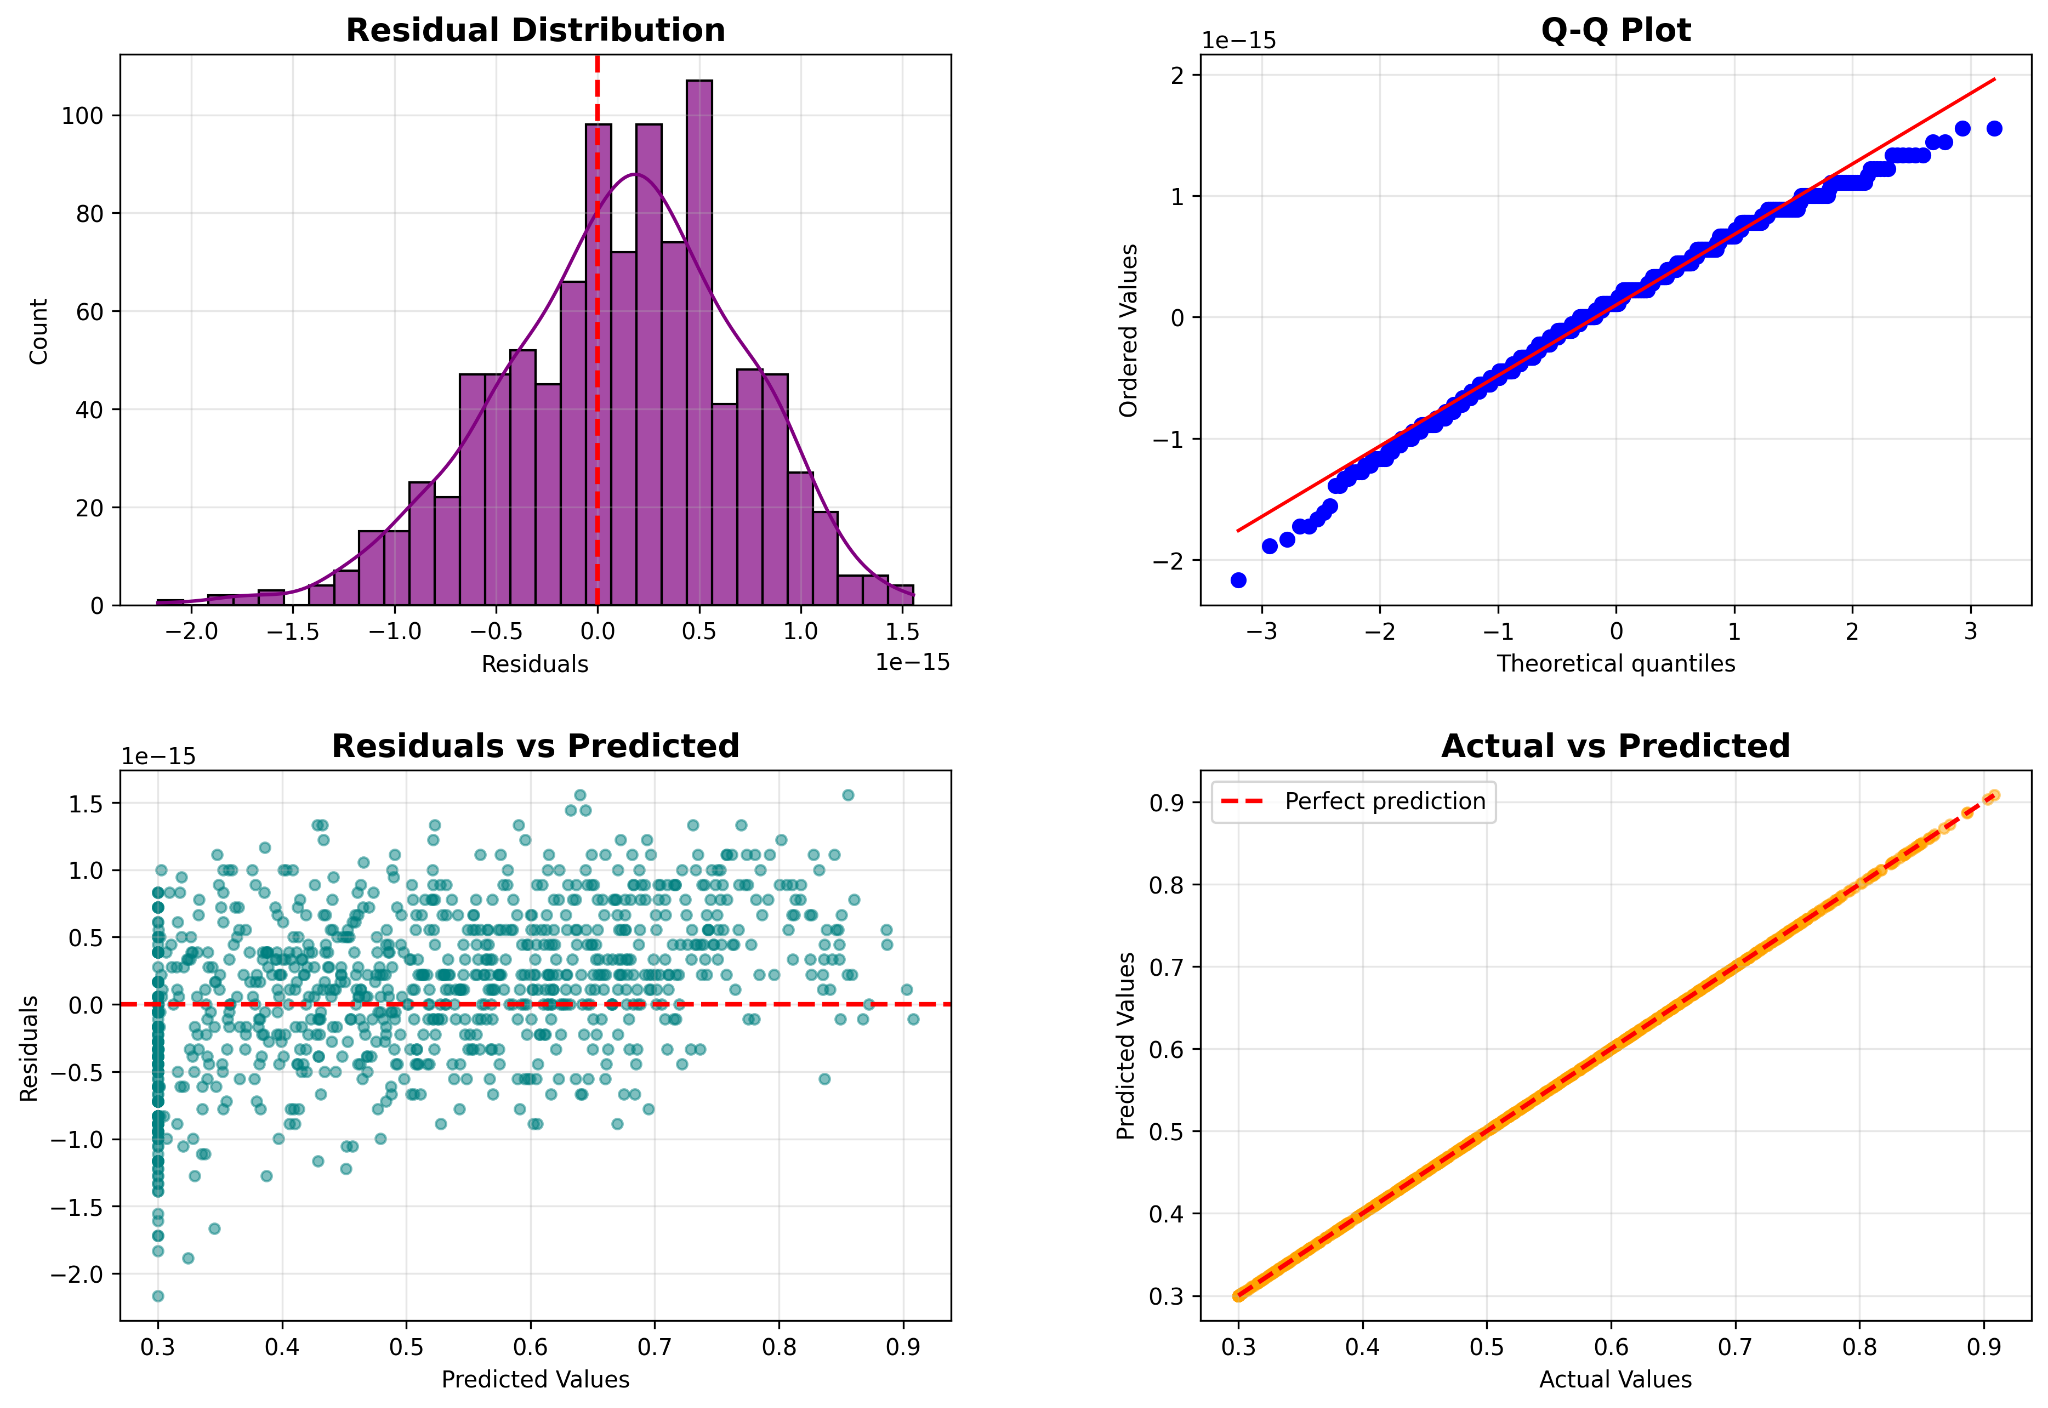 Residual Distribution
Count
100
80
60
40
20
0
−2.0 −1.5 −1.0 −0.5 0.0 0.5 1.0 1.5
Residuals
1e−15
Q-Q Plot
1e−15
Ordered Values
2
1
0
−1
−2
−3 −2 −1 0 1 2 3
Theoretical quantiles
Residuals vs Predicted
1e−15
Residuals
1.5
1.0
0.5
0.0
−0.5
−1.0
−1.5
−2.0
0.3 0.4 0.5 0.6 0.7 0.8 0.9
Predicted Values
Actual vs Predicted
Perfect prediction
Predicted Values
0.9
0.8
0.7
0.6
0.5
0.4
0.3
0.3 0.4 0.5 0.6 0.7 0.8 0.9
Actual Values